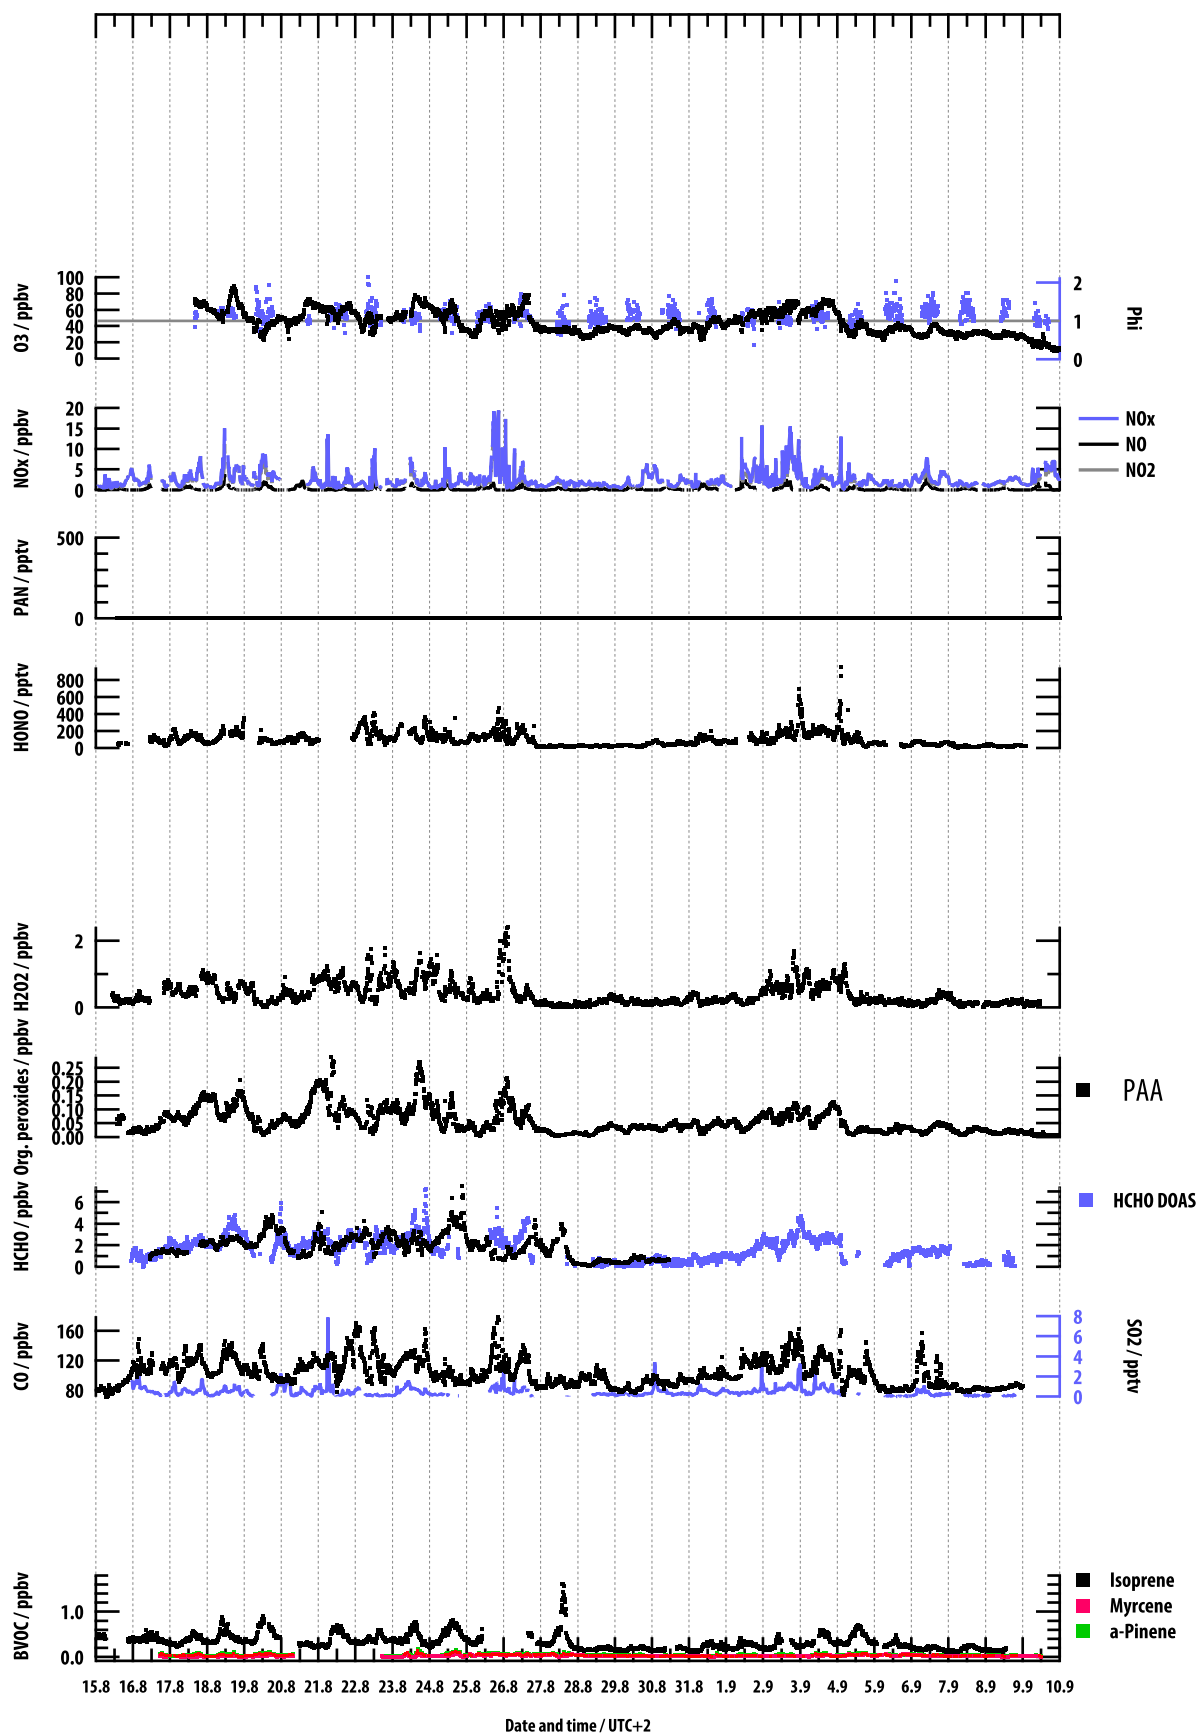 100
80
60
40
20
0
O3 / ppbv
2
1
0
Phi
20
15
10
5
0
NOx / ppbv
NOx
NO
NO2
500
0
PAN / pptv
800
600
400
200
0
HONO / pptv
2
0
H2O2 / ppbv
0.25
0.20
0.15
0.10
0.05
0.00
Org. peroxides / ppbv
PAA
6
4
2
0
HCHO / ppbv
HCHO DOAS
160
120
80
CO / ppbv
8
6
4
2
0
SO2 / pptv
1.0
0.0
BVOC / ppbv
Isoprene
Myrcene
a-Pinene
15.8 16.8 17.8 18.8 19.8 20.8 21.8 22.8 23.8 24.8 25.8 26.8 27.8 28.8 29.8 30.8 31.8 1.9 2.9 3.9 4.9 5.9 6.9 7.9 8.9 9.9 10.9
Date and time / UTC+2